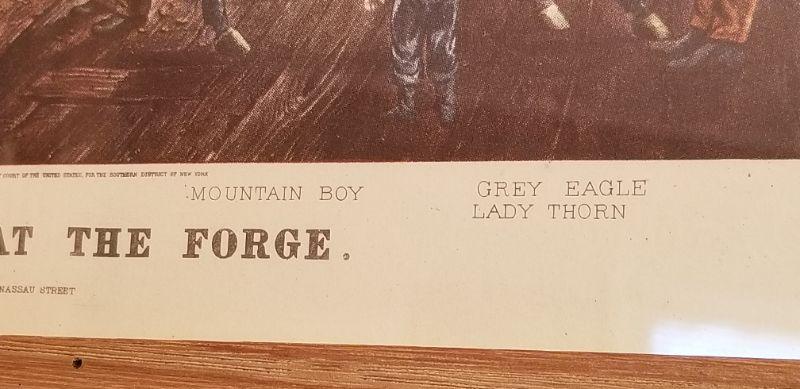 COURT OF THE UNITED STATES, FOR THE SOUTHERN DISTRICT OF NEW YORK
MOUNTAIN BOY
GREY EAGLE
LADY THORN
AT THE FORGE.
NASSAU STREET